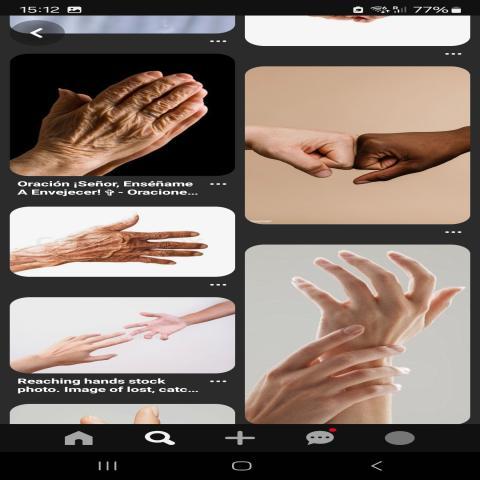 15:12
77%
Oración ¡Señor, Enséñame
A Envejecer! ✞ - Oracione...
Reaching hands stock
photo. Image of lost, catc...